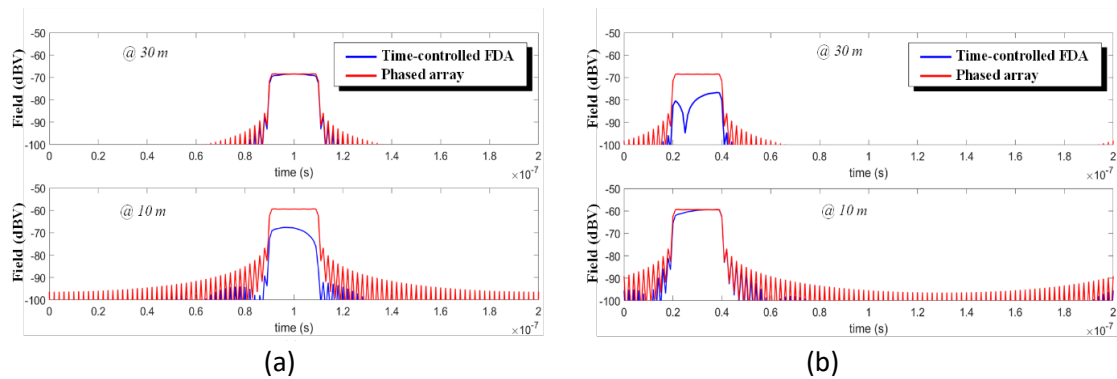 @ 30 m
Time-controlled FDA
Phased array
Field (dBV)
-50
-60
-70
-80
-90
-100
0 0.2 0.4 0.6 0.8 1 1.2 1.4 1.6 1.8 2
time (s)
×10⁻⁷
@ 10 m
Field (dBV)
-50
-60
-70
-80
-90
-100
0 0.2 0.4 0.6 0.8 1 1.2 1.4 1.6 1.8 2
time (s)
×10⁻⁷
(a)
@ 30 m
Time-controlled FDA
Phased array
Field (dBV)
-50
-60
-70
-80
-90
-100
0 0.2 0.4 0.6 0.8 1 1.2 1.4 1.6 1.8 2
time (s)
×10⁻⁷
@ 10 m
Field (dBV)
-50
-60
-70
-80
-90
-100
0 0.2 0.4 0.6 0.8 1 1.2 1.4 1.6 1.8 2
time (s)
×10⁻⁷
(b)